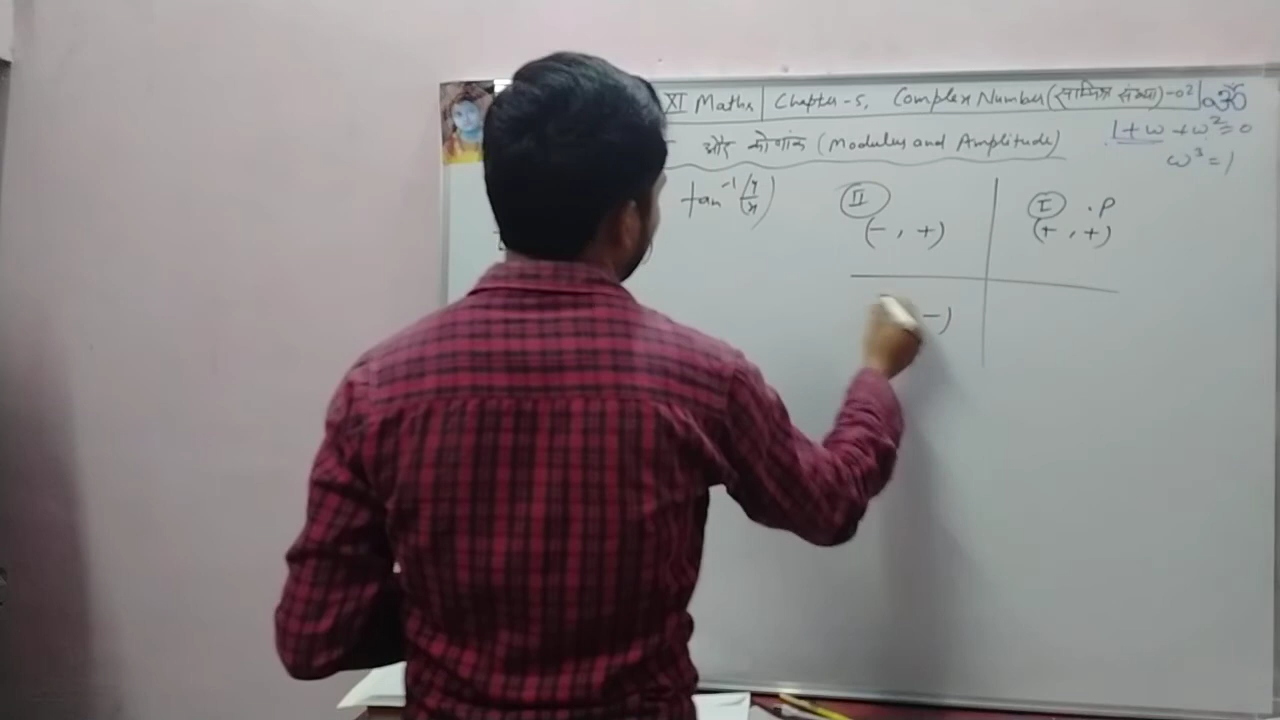 XI Maths | Chapter-5, Complex Number (सम्मिश्र संख्या)-02 |
और कोणांक (Modulus and Amplitude)
1+ω+ω²=0
ω³=1
tan⁻¹(y/x)
II
(-, +)
I .P
(+, +)
-)